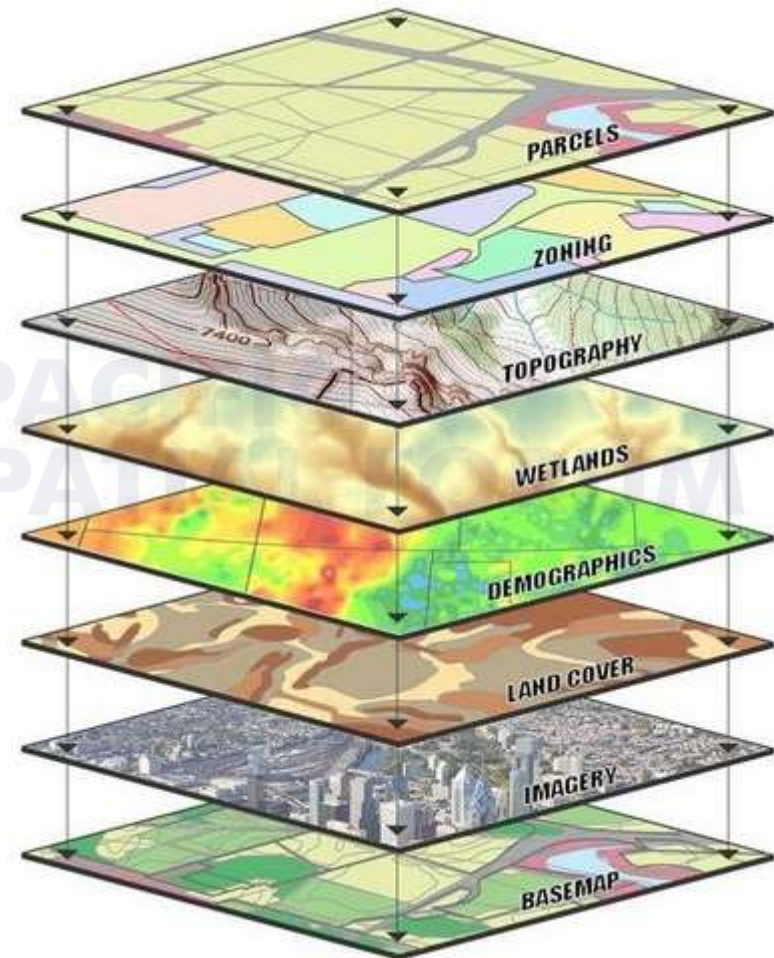 PARCELS
ZONING
TOPOGRAPHY
7400
WETLANDS
DEMOGRAPHICS
LAND COVER
IMAGERY
BASEMAP